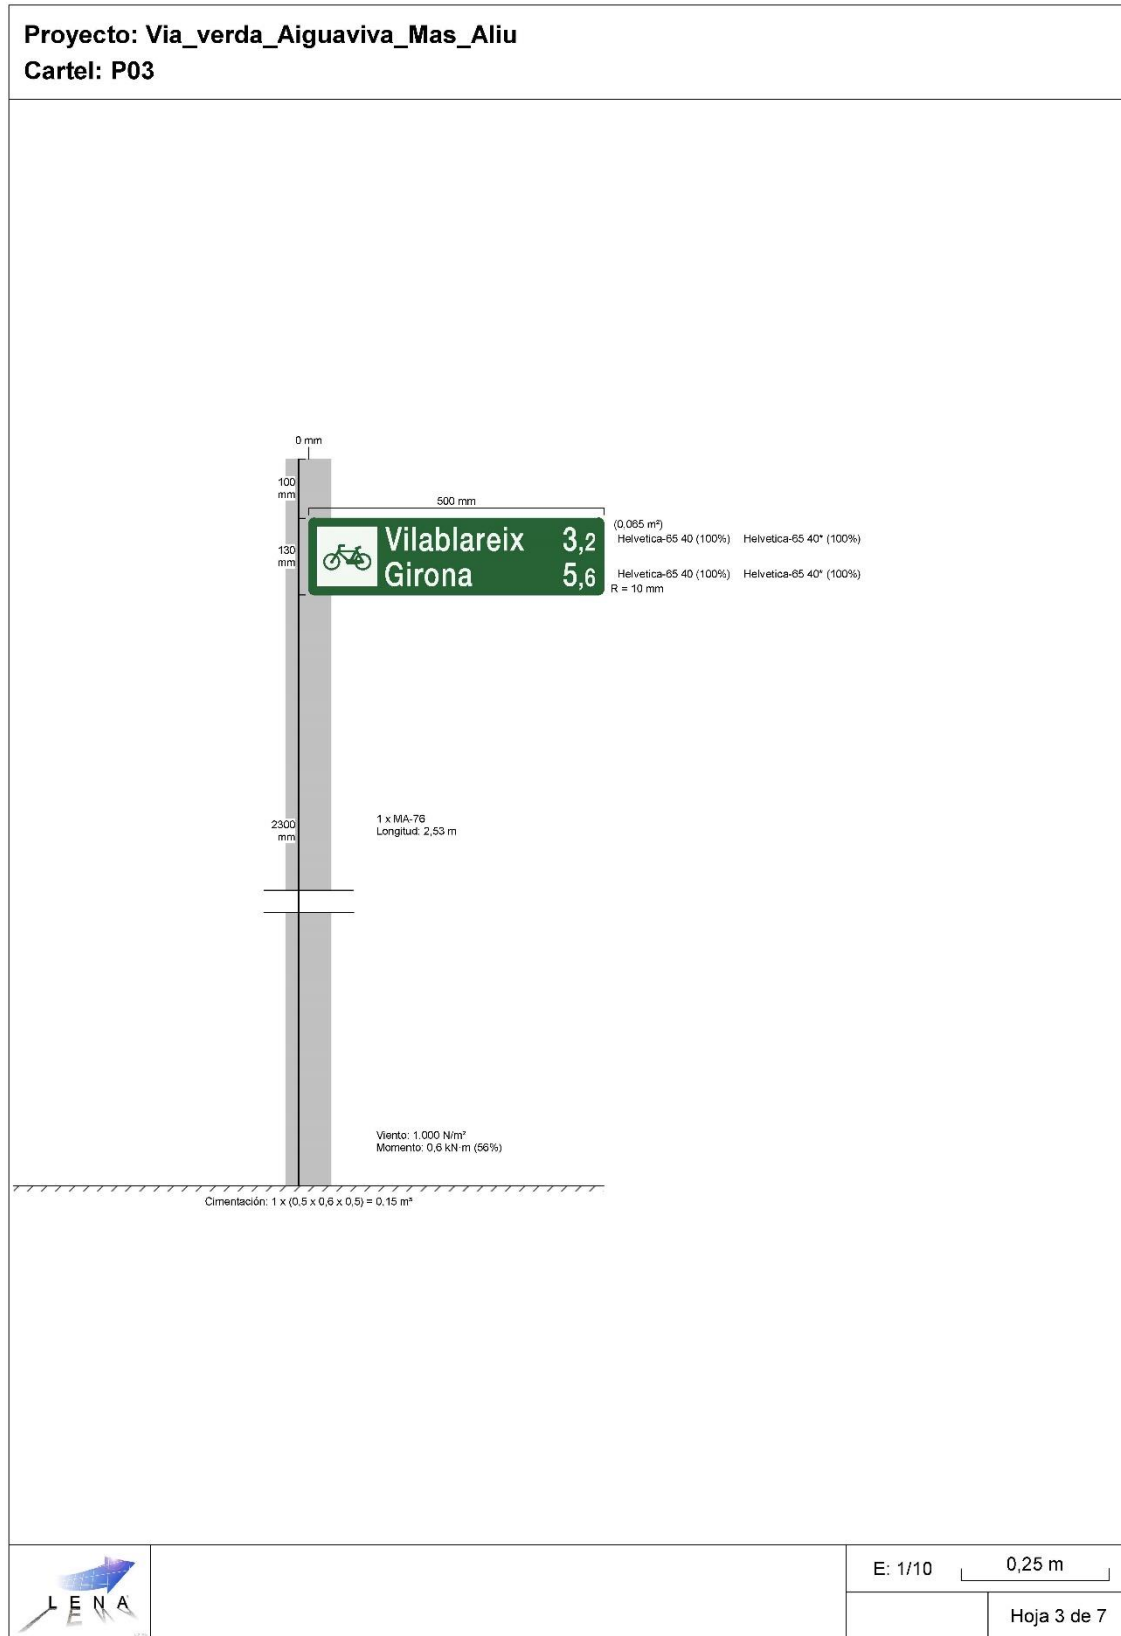 Proyecto: Via_verda_Aiguaviva_Mas_Aliu
Cartel: P03
0 mm
100
mm
500 mm
130
mm
Vilablareix 3,2
Girona 5,6
(0,065 m²)
Helvetica-65 40 (100%) Helvetica-65 40* (100%)
Helvetica-65 40 (100%) Helvetica-65 40* (100%)
R = 10 mm
2300
mm
1 x MA-76
Longitud: 2,53 m
Viento: 1.000 N/m²
Momento: 0,6 kN·m (56%)
Cimentación: 1 x (0,5 x 0,6 x 0,5) = 0,15 m³
LENA
E: 1/10 0,25 m
Hoja 3 de 7